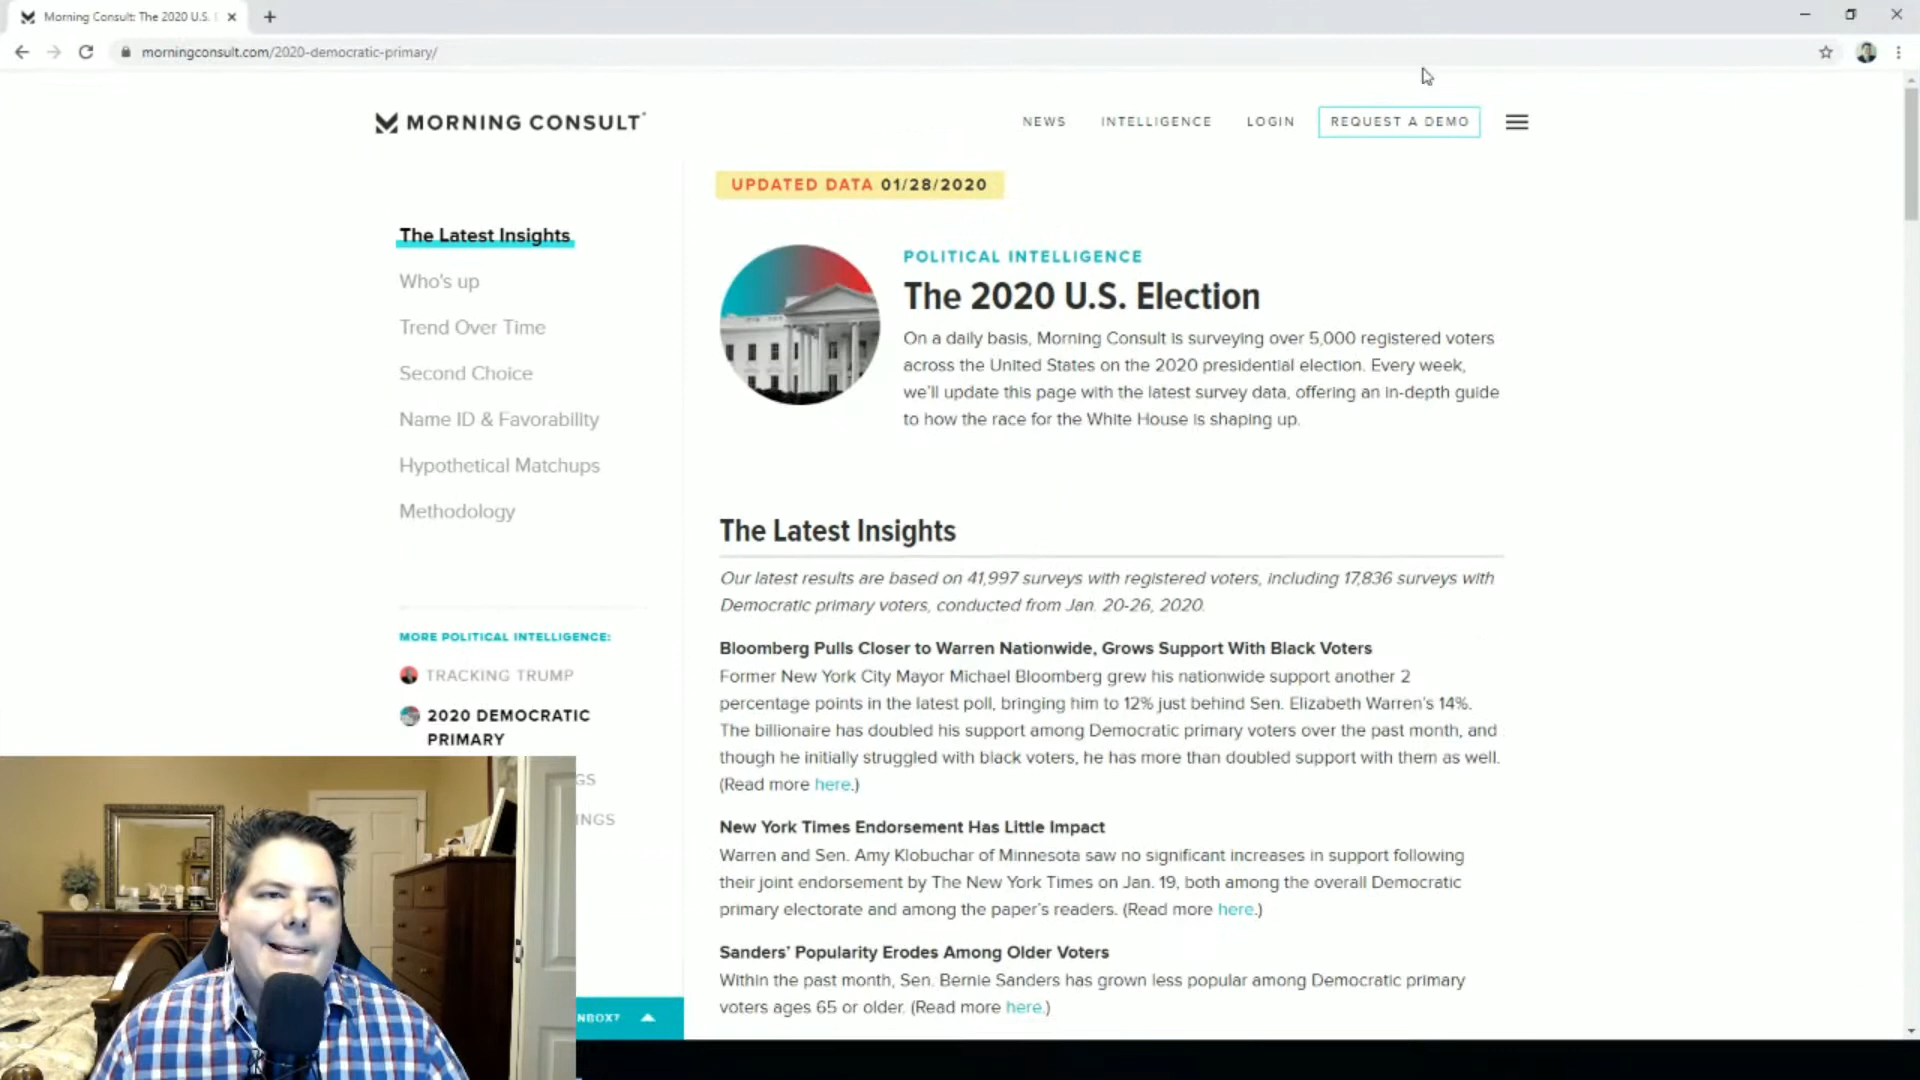 Morning Consult: The 2020 U.S.
morningconsult.com/2020-democratic-primary/
MORNING CONSULT
NEWS
INTELLIGENCE
LOGIN
REQUEST A DEMO
UPDATED DATA 01/28/2020
The Latest Insights
Who's up
Trend Over Time
Second Choice
Name ID & Favorability
Hypothetical Matchups
Methodology
MORE POLITICAL INTELLIGENCE:
TRACKING TRUMP
2020 DEMOCRATIC
PRIMARY
GS
INGS
NBOX?
POLITICAL INTELLIGENCE
The 2020 U.S. Election
On a daily basis, Morning Consult is surveying over 5,000 registered voters
across the United States on the 2020 presidential election. Every week,
we'll update this page with the latest survey data, offering an in-depth guide
to how the race for the White House is shaping up.
The Latest Insights
Our latest results are based on 41,997 surveys with registered voters, including 17,836 surveys with
Democratic primary voters, conducted from Jan. 20-26, 2020.
Bloomberg Pulls Closer to Warren Nationwide, Grows Support With Black Voters
Former New York City Mayor Michael Bloomberg grew his nationwide support another 2
percentage points in the latest poll, bringing him to 12% just behind Sen. Elizabeth Warren's 14%.
The billionaire has doubled his support among Democratic primary voters over the past month, and
though he initially struggled with black voters, he has more than doubled support with them as well.
(Read more here.)
New York Times Endorsement Has Little Impact
Warren and Sen. Amy Klobuchar of Minnesota saw no significant increases in support following
their joint endorsement by The New York Times on Jan. 19, both among the overall Democratic
primary electorate and among the paper's readers. (Read more here.)
Sanders' Popularity Erodes Among Older Voters
Within the past month, Sen. Bernie Sanders has grown less popular among Democratic primary
voters ages 65 or older. (Read more here.)